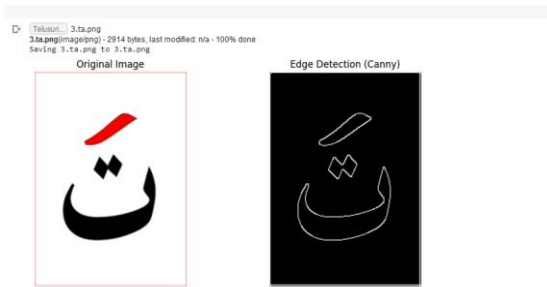 Telusuri... 3.ta.png
3.ta.png(image/png) - 2914 bytes, last modified: n/a - 100% done
Saving 3.ta.png to 3.ta.png
Original Image Edge Detection (Canny)
تَ تَ